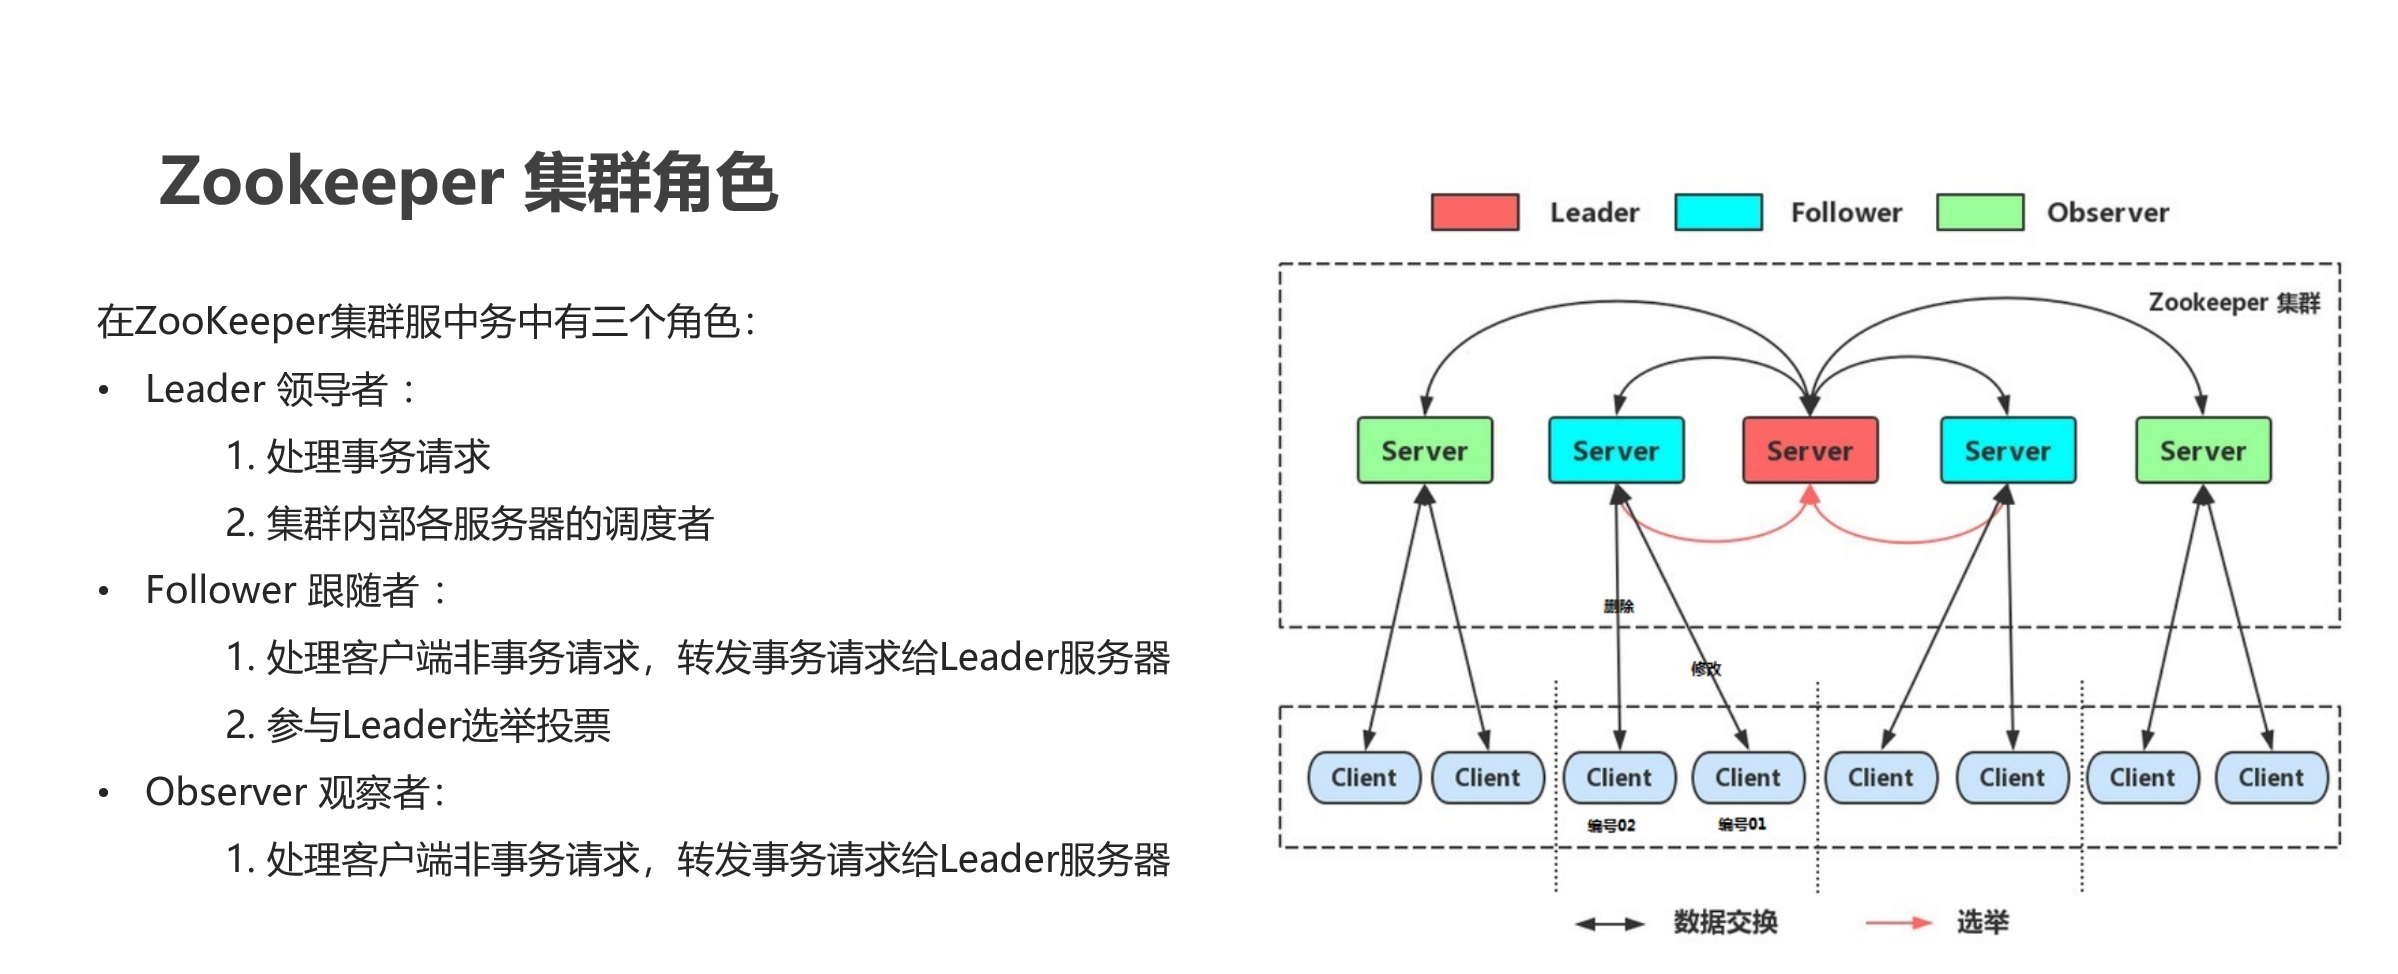 Zookeeper 集群角色
在ZooKeeper集群服中务中有三个角色：
• Leader 领导者 ：
1. 处理事务请求
2. 集群内部各服务器的调度者
• Follower 跟随者 ：
1. 处理客户端非事务请求，转发事务请求给Leader服务器
2. 参与Leader选举投票
• Observer 观察者：
1. 处理客户端非事务请求，转发事务请求给Leader服务器
Leader Follower Observer
Zookeeper 集群
Server Server Server Server Server
删除
修改
Client Client Client Client Client Client Client Client
编号02 编号01
数据交换 选举